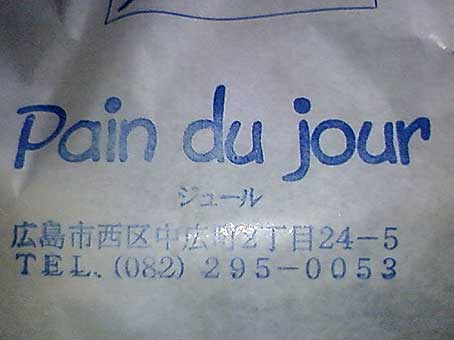 Pain du jour
ジュール
広島市西区中広町2丁目24-5
TEL.(082)295-0053